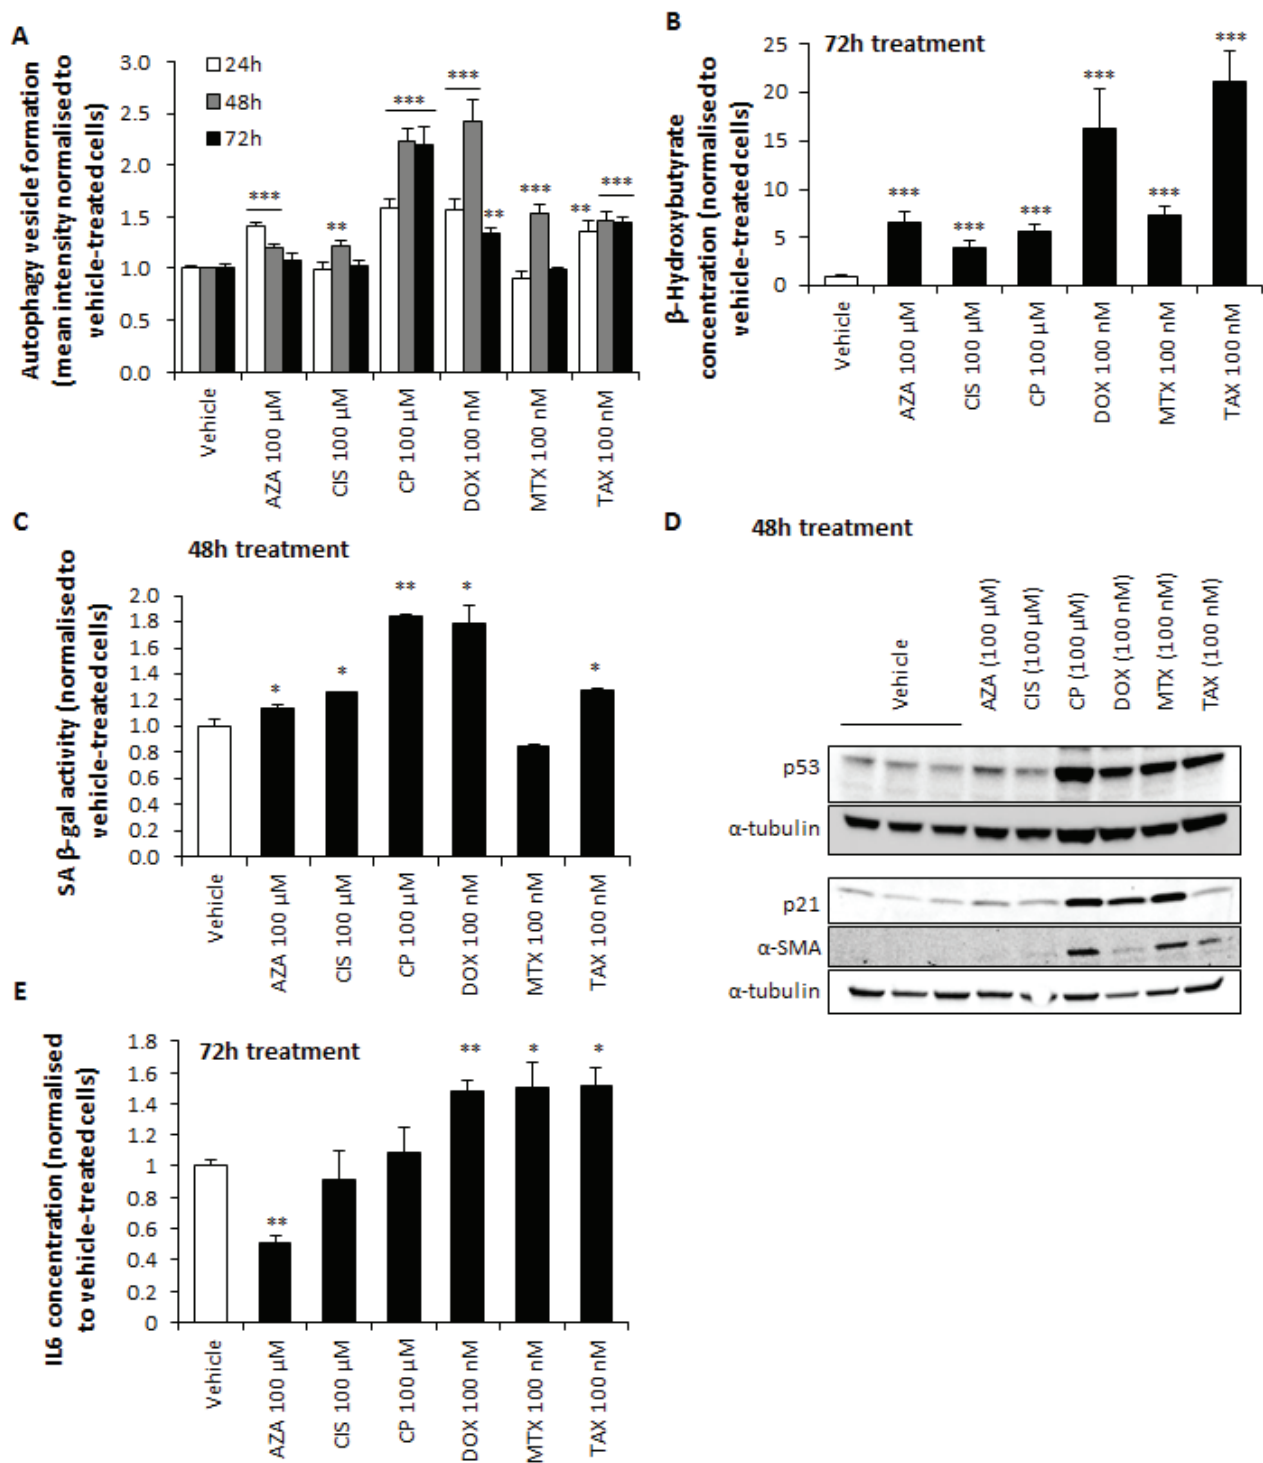 A
Autophagy vesicle formation
(mean intensity normalised to
vehicle-treated cells)
24h
48h
72h
3.0
2.5
2.0
1.5
1.0
0.5
0.0
***
**
***
***
**
***
**
***
Vehicle
AZA 100 µM
CIS 100 µM
CP 100 µM
DOX 100 nM
MTX 100 nM
TAX 100 nM
B
72h treatment
β-Hydroxybutyrate
concentration (normalised to
vehicle-treated cells)
25
20
15
10
5
0
***
***
***
***
***
***
Vehicle
AZA 100 µM
CIS 100 µM
CP 100 µM
DOX 100 nM
MTX 100 nM
TAX 100 nM
C
48h treatment
SA β-gal activity (normalised to
vehicle-treated cells)
2.0
1.8
1.6
1.4
1.2
1.0
0.8
0.6
0.4
0.2
0.0
*
*
**
*
*
Vehicle
AZA 100 µM
CIS 100 µM
CP 100 µM
DOX 100 nM
MTX 100 nM
TAX 100 nM
D
48h treatment
Vehicle
AZA (100 µM)
CIS (100 µM)
CP (100 µM)
DOX (100 nM)
MTX (100 nM)
TAX (100 nM)
p53
α-tubulin
p21
α-SMA
α-tubulin
E
72h treatment
IL6 concentration (normalised
to vehicle-treated cells)
1.8
1.6
1.4
1.2
1
0.8
0.6
0.4
0.2
0
**
**
*
*
Vehicle
AZA 100 µM
CIS 100 µM
CP 100 µM
DOX 100 nM
MTX 100 nM
TAX 100 nM